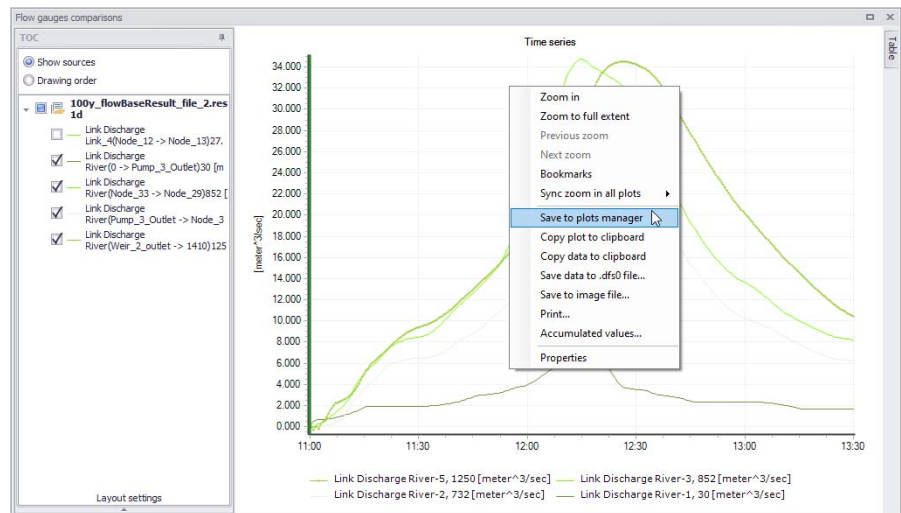 Flow gauges comparisons
TOC
Show sources
Drawing order
100y_flowBaseResult_file_2.res
1d
Link Discharge
Link_4(Node_12 -> Node_13)27.
Link Discharge
River(0 -> Pump_3_Outlet)30 [m
Link Discharge
River(Node_33 -> Node_29)852 [
Link Discharge
River(Pump_3_Outlet -> Node_3
Link Discharge
River(Weir_2_outlet -> 1410)125
Layout settings
Time series
[meter^3/sec]
34.000
32.000
30.000
28.000
26.000
24.000
22.000
20.000
18.000
16.000
14.000
12.000
10.000
8.000
6.000
4.000
2.000
0.000
11:00 11:30 12:00 12:30 13:00 13:30
Zoom in
Zoom to full extent
Previous zoom
Next zoom
Bookmarks
Sync zoom in all plots
Save to plots manager
Copy plot to clipboard
Copy data to clipboard
Save data to .dfs0 file...
Save to image file...
Print...
Accumulated values...
Properties
Link Discharge River-5, 1250 [meter^3/sec] Link Discharge River-3, 852 [meter^3/sec]
Link Discharge River-2, 732 [meter^3/sec] Link Discharge River-1, 30 [meter^3/sec]
Table